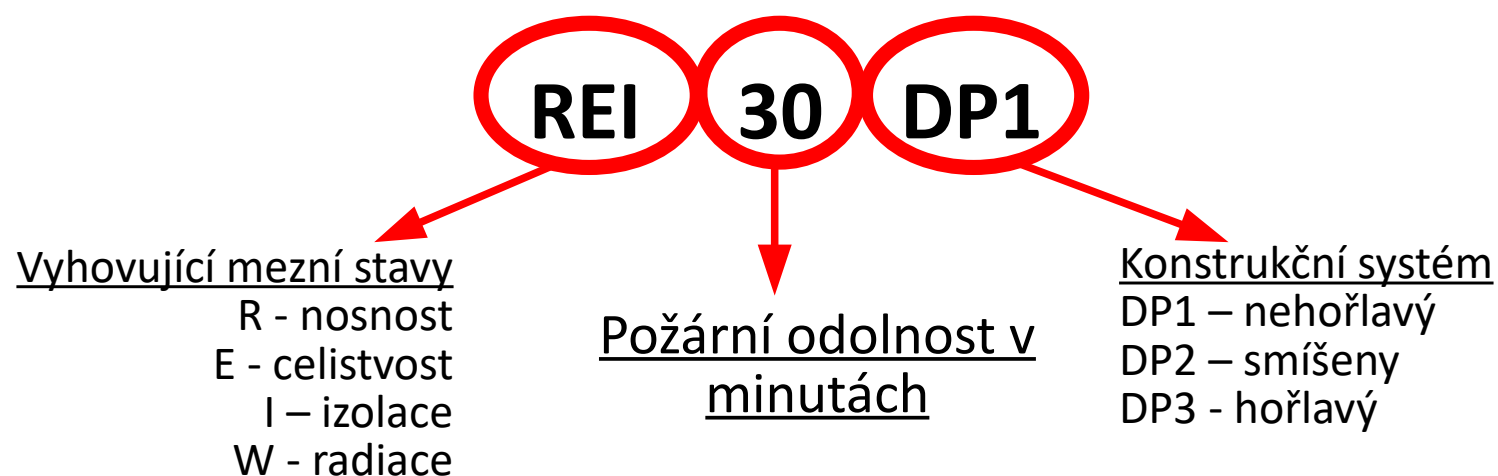 REI 30 DP1
Vyhovující mezní stavy
R - nosnost
E - celistvost
I – izolace
W - radiace
Požární odolnost v
minutách
Konstrukční systém
DP1 – nehořlavý
DP2 – smíšeny
DP3 - hořlavý